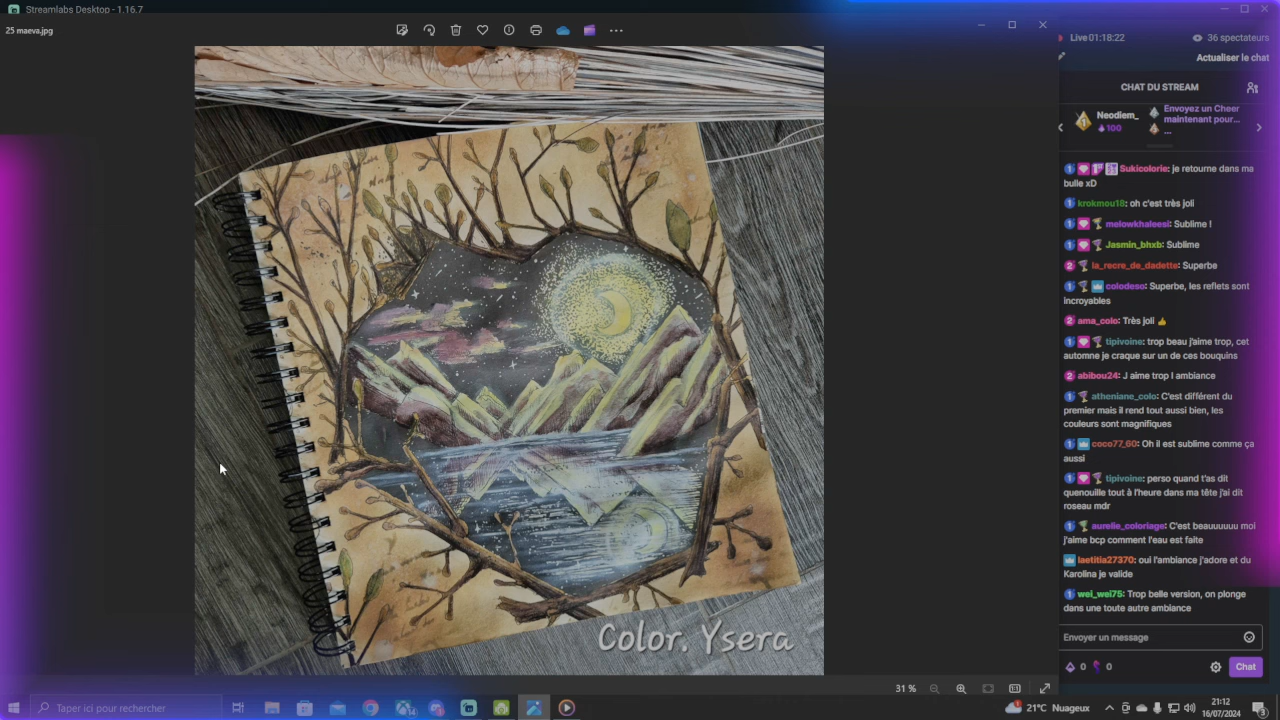 Streamlabs Desktop - 1.16.7
25 maeva.jpg
Live 01:18:22
36 spectateurs
Actualiser le chat
CHAT DU STREAM
Neodiem_
100
Envoyez un Cheer
maintenant pour...
...
Sukicolorie: je retourne dans ma
bulle xD
krokmou18: oh c'est très joli
melowkhaleesi: Sublime !
Jasmin_bhxb: Sublime
la_recre_de_dadette: Superbe
colodeso: Superbe, les reflets sont
incroyables
ama_colo: Très joli 👍
tipivoine: trop beau j'aime trop, cet
automne je craque sur un de ces bouquins
abibou24: J aime trop l ambiance
atheniane_colo: C'est différent du
premier mais il rend tout aussi bien, les
couleurs sont magnifiques
coco77_60: Oh il est sublime comme ça
aussi
tipivoine: perso quand t'as dit
quenouille tout à l'heure dans ma tête j'ai dit
roseau mdr
aurelie_coloriage: C'est beauuuuuu moi
j'aime bcp comment l'eau est faite
laetitia27370: oui l'ambiance j'adore et du
Karolina je valide
wei_wei75: Trop belle version, on plonge
dans une toute autre ambiance
Color. Ysera
Envoyer un message
0
0
Chat
31 %
Taper ici pour rechercher
21°C Nuageux
21:12
16/07/2024
3